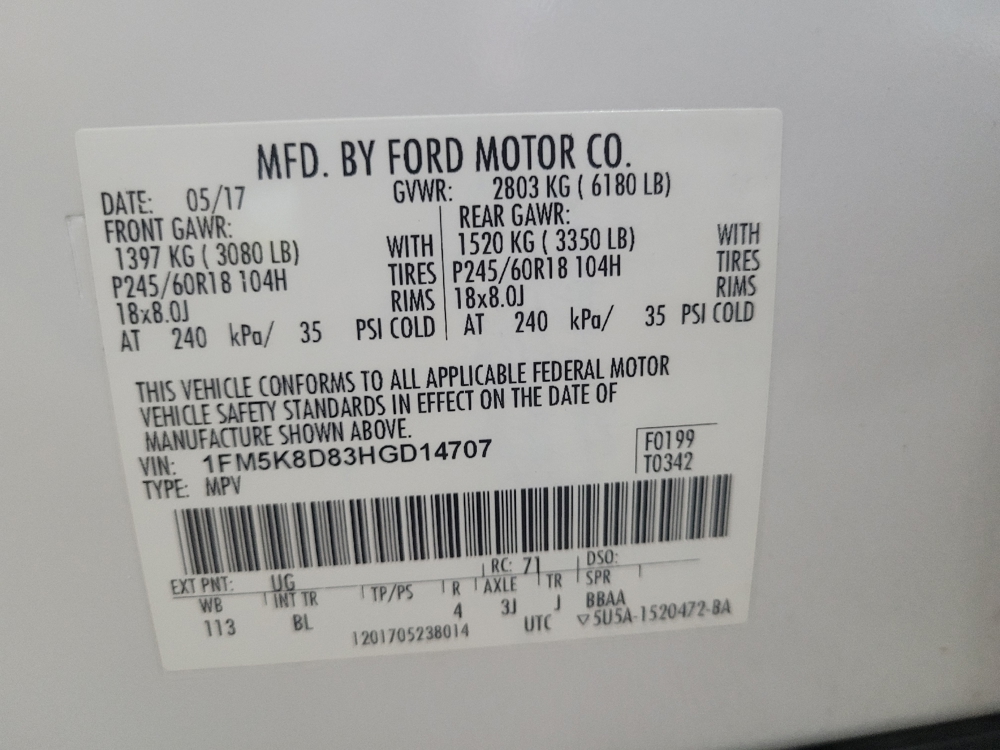 MFD. BY FORD MOTOR CO.
DATE: 05/17 GVWR: 2803 KG ( 6180 LB)
FRONT GAWR: REAR GAWR:
1397 KG ( 3080 LB) WITH 1520 KG ( 3350 LB) WITH
P245/60R18 104H TIRES P245/60R18 104H TIRES
18x8.0J RIMS 18x8.0J RIMS
AT 240 kPa/ 35 PSI COLD AT 240 kPa/ 35 PSI COLD
THIS VEHICLE CONFORMS TO ALL APPLICABLE FEDERAL MOTOR
VEHICLE SAFETY STANDARDS IN EFFECT ON THE DATE OF
MANUFACTURE SHOWN ABOVE.
VIN: 1FM5K8D83HGD14707 F0199
TYPE: MPV T0342
EXT PNT: UG RC: 71 DSO:
WB INT TR TP/PS R AXLE TR SPR
113 BL 4 3J J BBAA
1201705238014 UTC ▽5U5A-1520472-BA